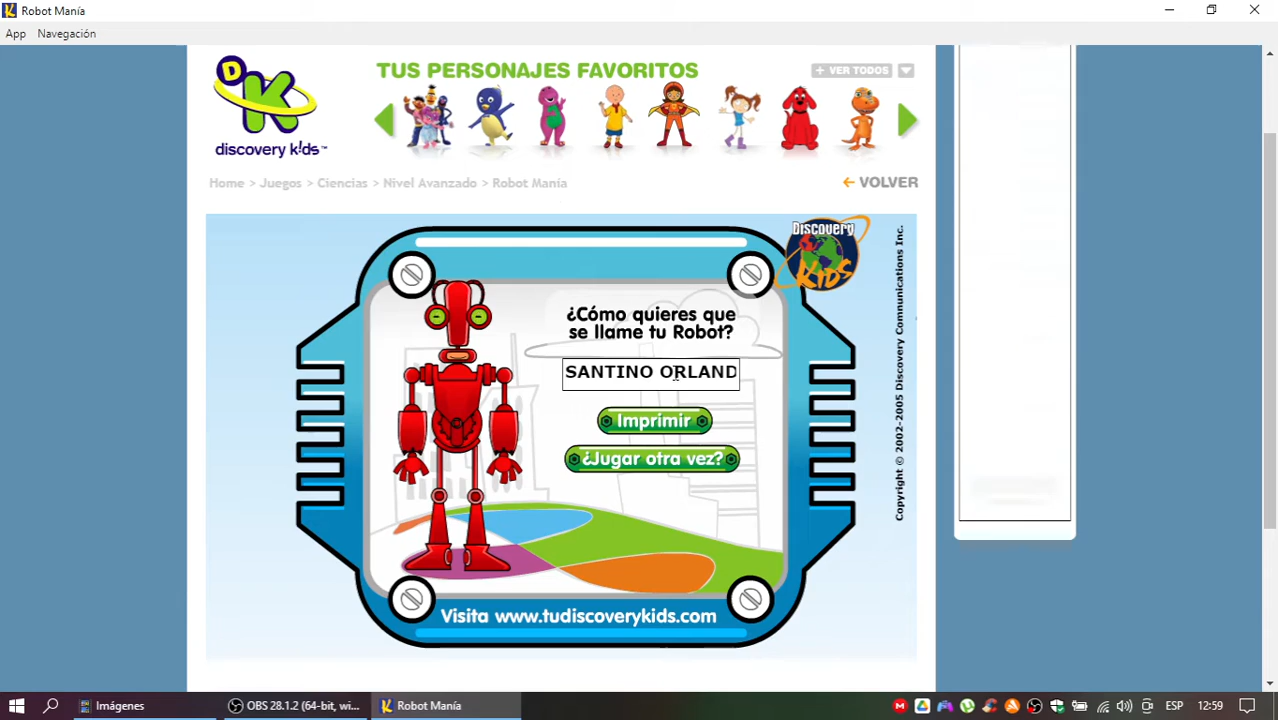 Robot Manía
App Navegación
D
K
discovery k!ds™
TUS PERSONAJES FAVORITOS
+ VER TODOS
Home > Juegos > Ciencias > Nivel Avanzado > Robot Manía
VOLVER
Discovery
KIDS
¿Cómo quieres que
se llame tu Robot?
SANTINO ORLAND
Imprimir
¿Jugar otra vez?
Visita www.tudiscoverykids.com
Copyright © 2002-2005 Discovery Communications Inc.
Imágenes
OBS 28.1.2 (64-bit, wi...
Robot Manía
ESP
12:59